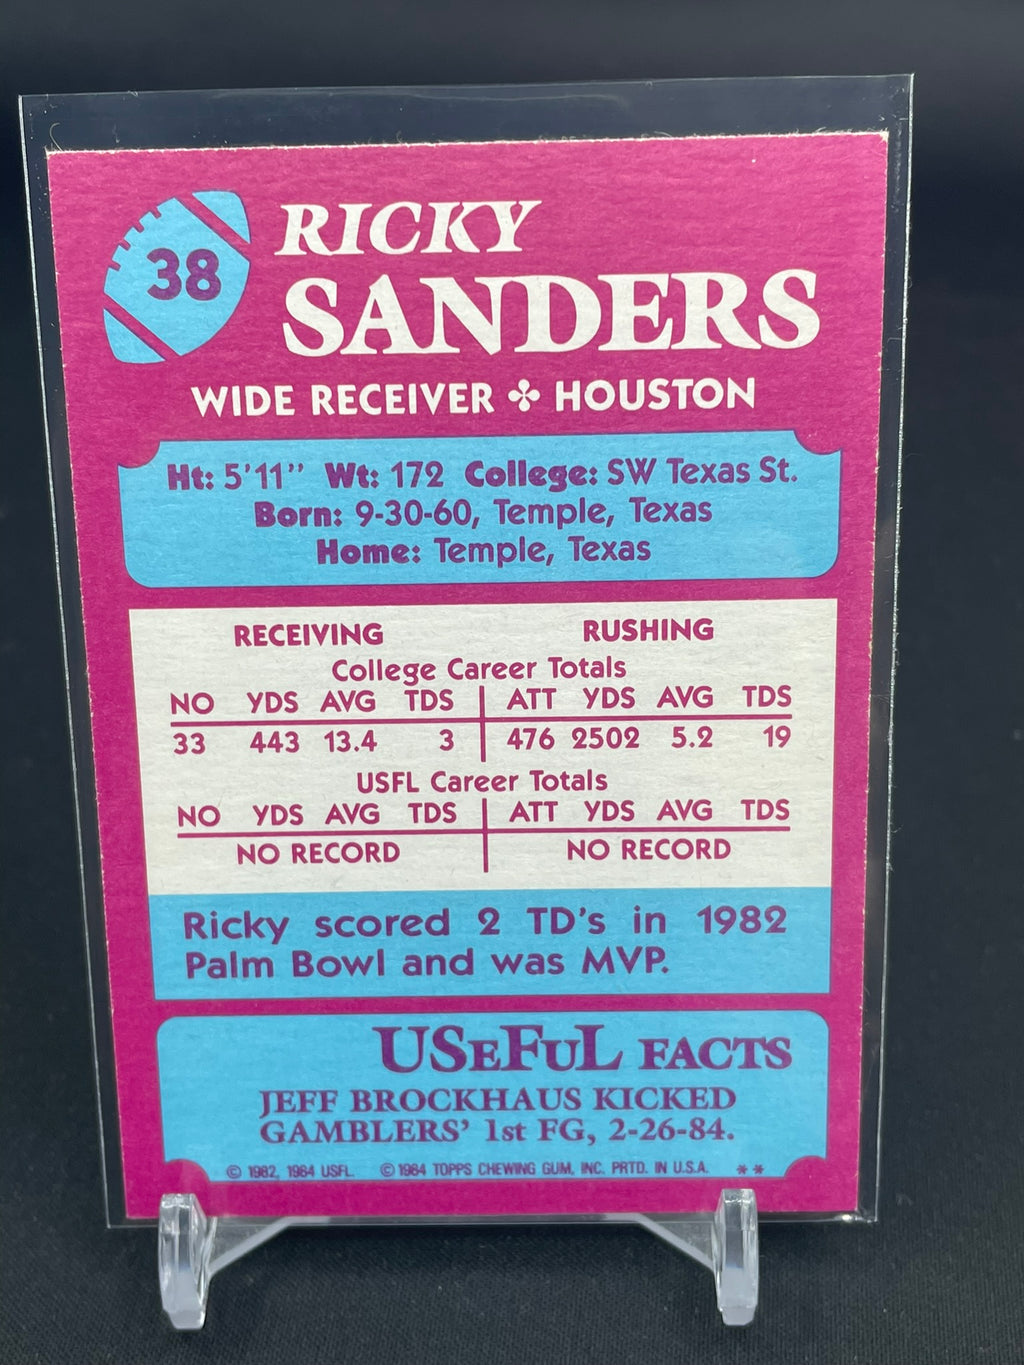 38
RICKY
SANDERS
WIDE RECEIVER ✤ HOUSTON
Ht: 5'11" Wt: 172 College: SW Texas St.
Born: 9-30-60, Temple, Texas
Home: Temple, Texas
RECEIVING RUSHING
College Career Totals
NO YDS AVG TDS ATT YDS AVG TDS
33 443 13.4 3 476 2502 5.2 19
USFL Career Totals
NO YDS AVG TDS ATT YDS AVG TDS
NO RECORD NO RECORD
Ricky scored 2 TD's in 1982
Palm Bowl and was MVP.
USeFuL FACTS
JEFF BROCKHAUS KICKED
GAMBLERS' 1st FG, 2-26-84.
© 1982, 1984 USFL. © 1984 TOPPS CHEWING GUM, INC. PRTD. IN U.S.A. **